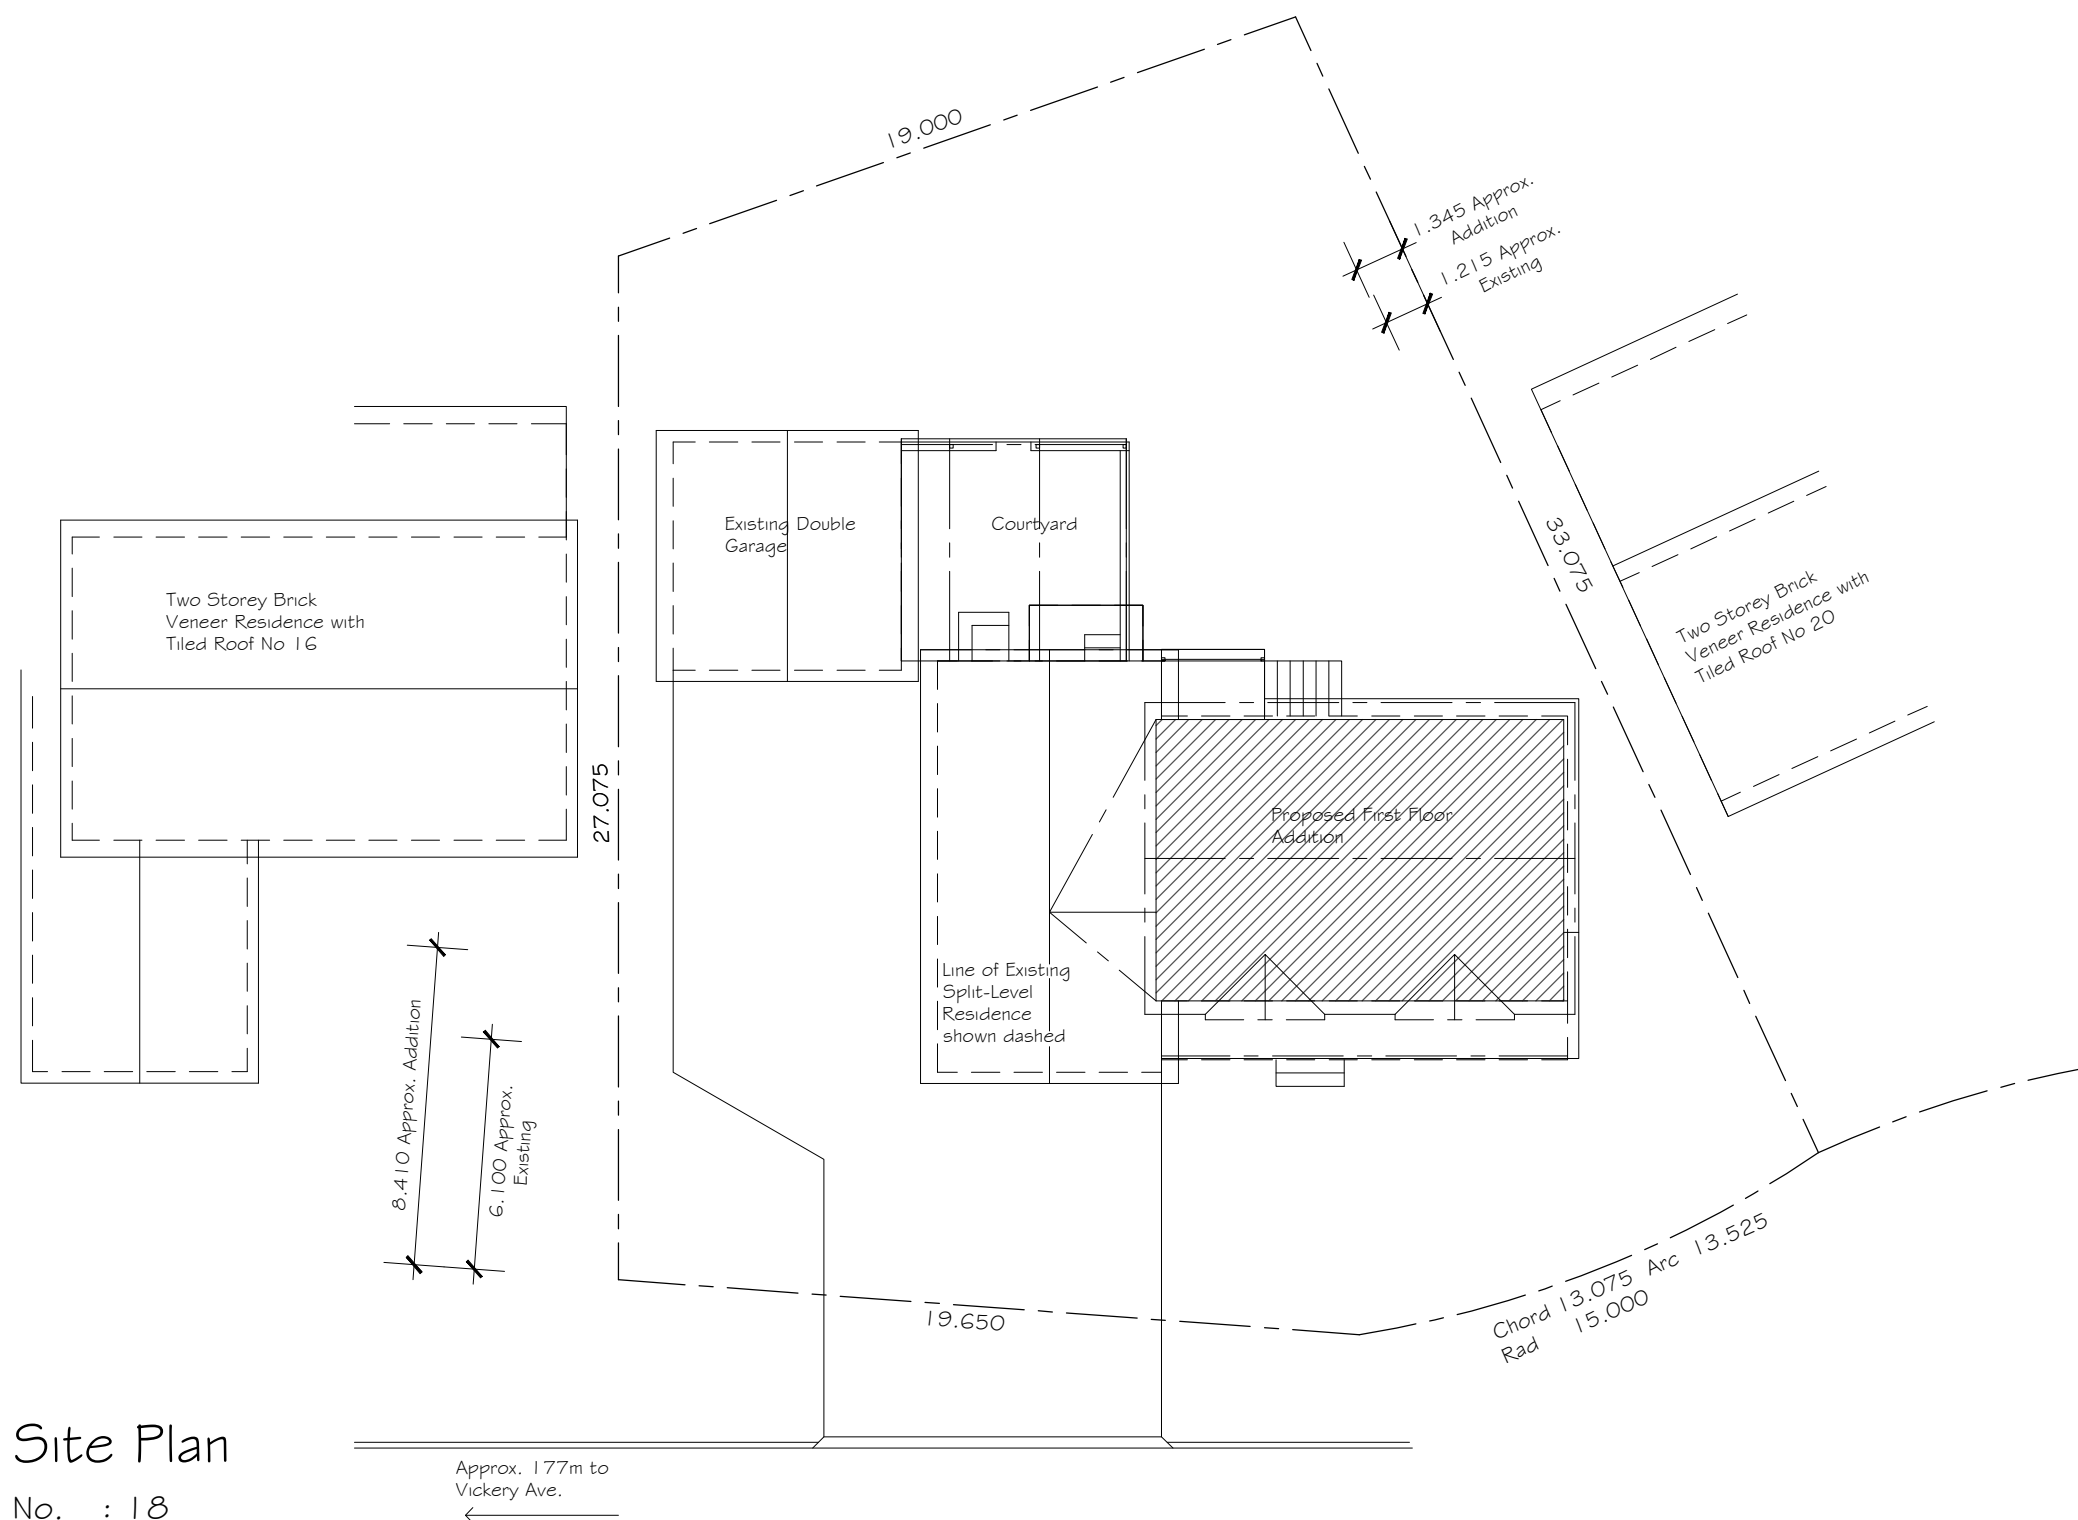 19.000
1.345 Approx.
Addition
1.215 Approx.
Existing
33.075
Existing Double
Garage
Courtyard
Two Storey Brick
Veneer Residence with
Tiled Roof No 16
Two Storey Brick
Veneer Residence with
Tiled Roof No 20
27.075
Proposed First Floor
Addition
Line of Existing
Split-Level
Residence
shown dashed
8.410 Approx. Addition
6.100 Approx.
Existing
19.650
Chord 13.075 Arc 13.525
Rad 15.000
Site Plan
No. : 18
Approx. 177m to
Vickery Ave.